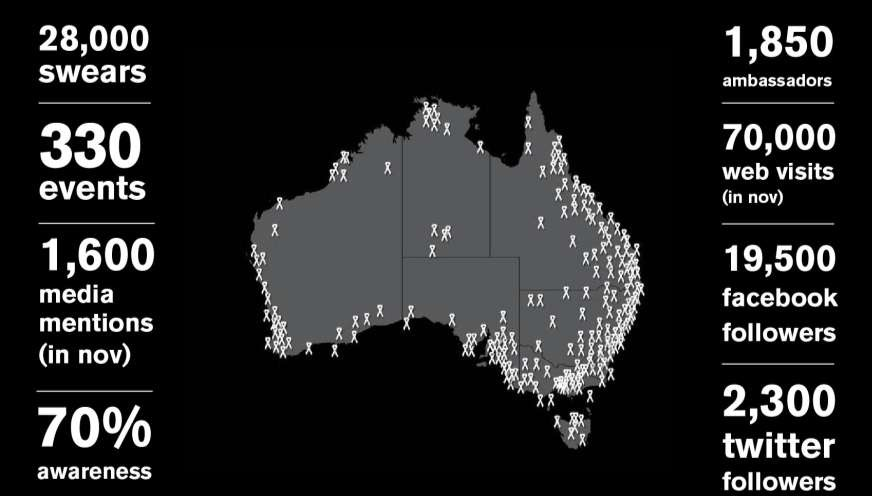 28,000
swears
330
events
1,600
media
mentions
(in nov)
70%
awareness
1,850
ambassadors
70,000
web visits
(in nov)
19,500
facebook
followers
2,300
twitter
followers